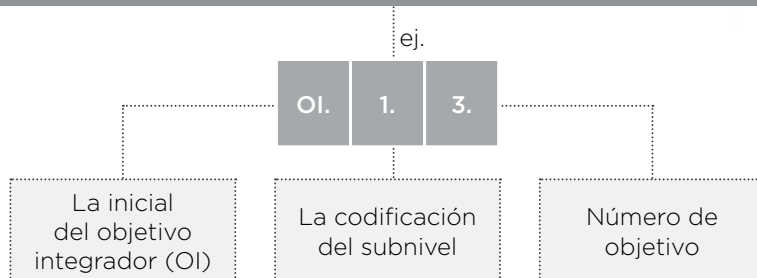 ej.
OI. 1. 3.
La inicial
del objetivo
integrador (OI)
La codificación
del subnivel
Número de
objetivo